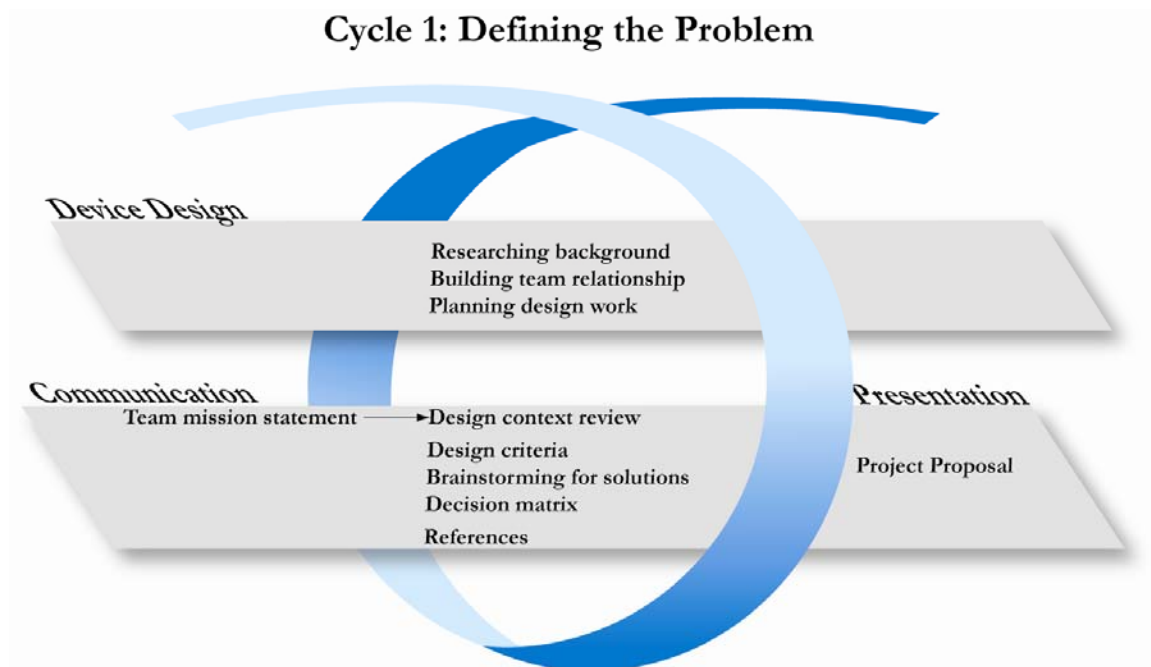 Cycle 1: Defining the Problem
Device Design
Researching background
Building team relationship
Planning design work
Communication
Presentation
Team mission statement
Design context review
Design criteria
Brainstorming for solutions
Decision matrix
References
Project Proposal